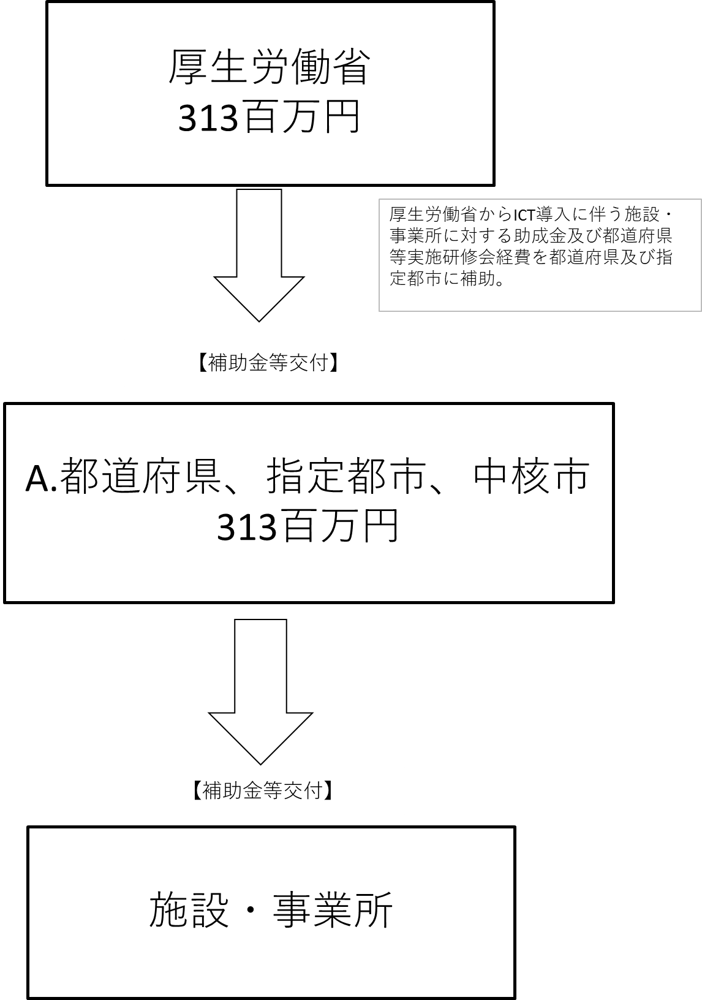 厚生労働省
313百万円
厚生労働省からICT導入に伴う施設・
事業所に対する助成金及び都道府県
等実施研修会経費を都道府県及び指
定都市に補助。
【補助金等交付】
A.都道府県、指定都市、中核市
313百万円
【補助金等交付】
施設・事業所